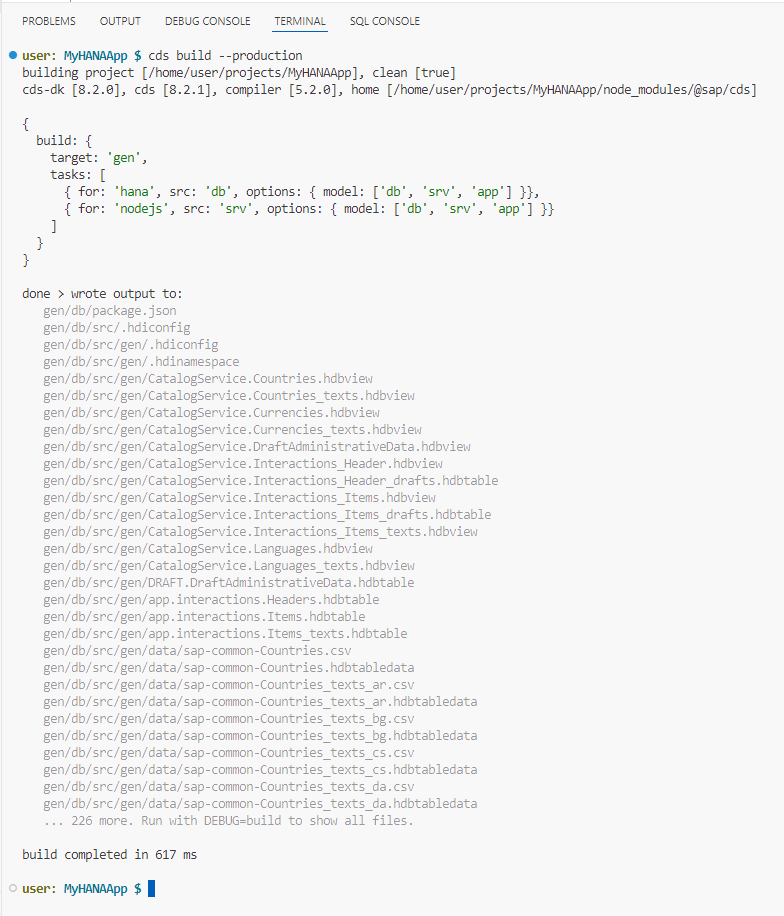 PROBLEMS OUTPUT DEBUG CONSOLE TERMINAL SQL CONSOLE
user: MyHANAApp $ cds build --production
building project [/home/user/projects/MyHANAApp], clean [true]
cds-dk [8.2.0], cds [8.2.1], compiler [5.2.0], home [/home/user/projects/MyHANAApp/node_modules/@sap/cds]
{
  build: {
    target: 'gen',
    tasks: [
      { for: 'hana', src: 'db', options: { model: ['db', 'srv', 'app'] }},
      { for: 'nodejs', src: 'srv', options: { model: ['db', 'srv', 'app'] }}
    ]
  }
}
done > wrote output to:
   gen/db/package.json
   gen/db/src/.hdiconfig
   gen/db/src/gen/.hdiconfig
   gen/db/src/gen/.hdinamespace
   gen/db/src/gen/CatalogService.Countries.hdbview
   gen/db/src/gen/CatalogService.Countries_texts.hdbview
   gen/db/src/gen/CatalogService.Currencies.hdbview
   gen/db/src/gen/CatalogService.Currencies_texts.hdbview
   gen/db/src/gen/CatalogService.DraftAdministrativeData.hdbview
   gen/db/src/gen/CatalogService.Interactions_Header.hdbview
   gen/db/src/gen/CatalogService.Interactions_Header_drafts.hdbtable
   gen/db/src/gen/CatalogService.Interactions_Items.hdbview
   gen/db/src/gen/CatalogService.Interactions_Items_drafts.hdbtable
   gen/db/src/gen/CatalogService.Interactions_Items_texts.hdbview
   gen/db/src/gen/CatalogService.Languages.hdbview
   gen/db/src/gen/CatalogService.Languages_texts.hdbview
   gen/db/src/gen/DRAFT.DraftAdministrativeData.hdbtable
   gen/db/src/gen/app.interactions.Headers.hdbtable
   gen/db/src/gen/app.interactions.Items.hdbtable
   gen/db/src/gen/app.interactions.Items_texts.hdbtable
   gen/db/src/gen/data/sap-common-Countries.csv
   gen/db/src/gen/data/sap-common-Countries.hdbtabledata
   gen/db/src/gen/data/sap-common-Countries_texts_ar.csv
   gen/db/src/gen/data/sap-common-Countries_texts_ar.hdbtabledata
   gen/db/src/gen/data/sap-common-Countries_texts_bg.csv
   gen/db/src/gen/data/sap-common-Countries_texts_bg.hdbtabledata
   gen/db/src/gen/data/sap-common-Countries_texts_cs.csv
   gen/db/src/gen/data/sap-common-Countries_texts_cs.hdbtabledata
   gen/db/src/gen/data/sap-common-Countries_texts_da.csv
   gen/db/src/gen/data/sap-common-Countries_texts_da.hdbtabledata
   ... 226 more. Run with DEBUG=build to show all files.
build completed in 617 ms
user: MyHANAApp $